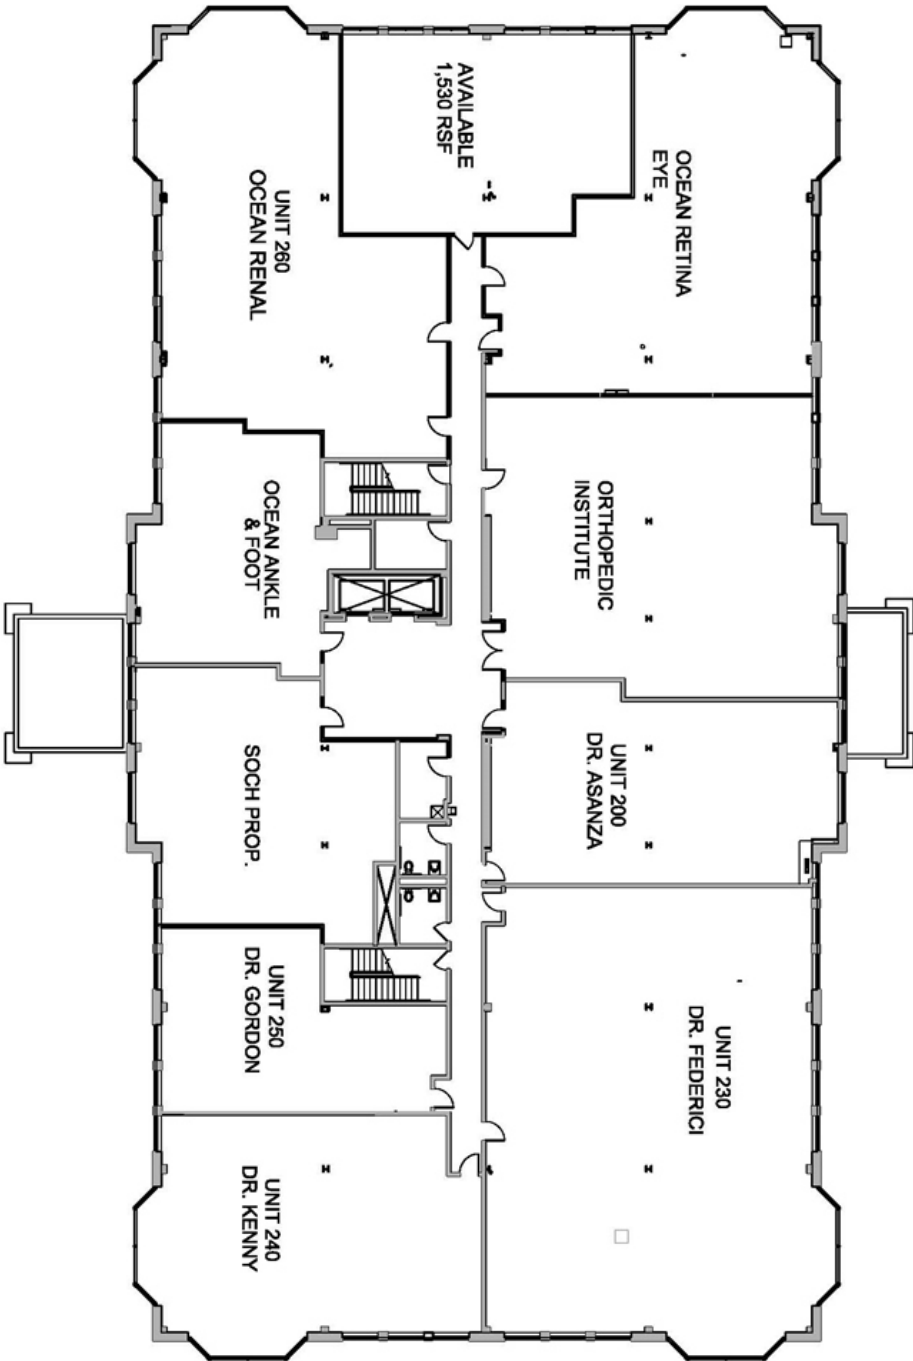 AVAILABLE
1,530 RSF
OCEAN RETINA
EYE
UNIT 260
OCEAN RENAL
ORTHOPEDIC
INSTITUTE
OCEAN ANKLE
& FOOT
UNIT 200
DR. ASANZA
SOCH PROP.
UNIT 250
DR. GORDON
UNIT 230
DR. FEDERICI
UNIT 240
DR. KENNY